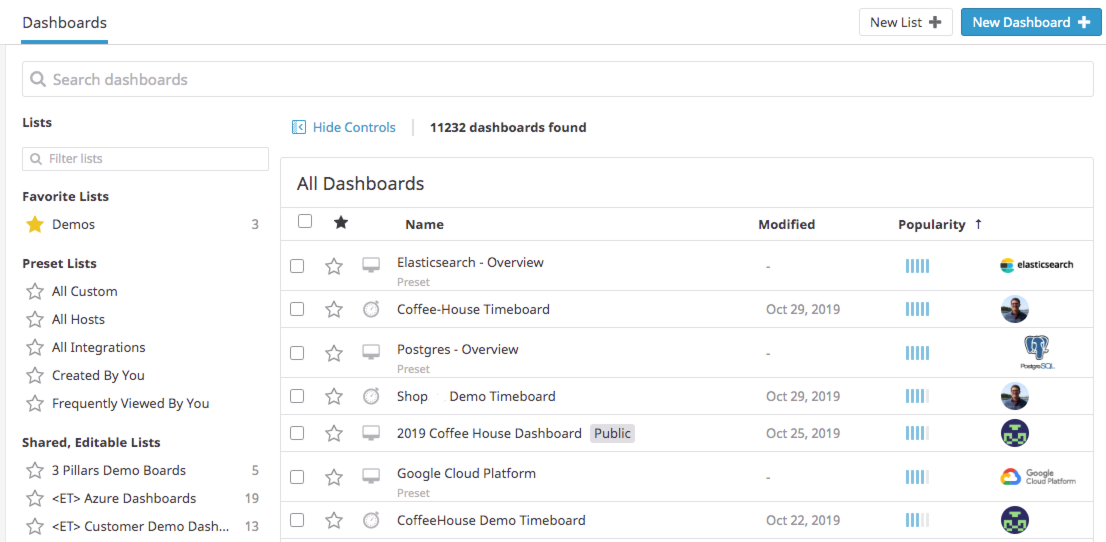 Dashboards
New List
New Dashboard
Search dashboards
Lists
Filter lists
Favorite Lists
Demos 3
Preset Lists
All Custom
All Hosts
All Integrations
Created By You
Frequently Viewed By You
Shared, Editable Lists
3 Pillars Demo Boards 5
<ET> Azure Dashboards 19
<ET> Customer Demo Dash... 13
Hide Controls 11232 dashboards found
All Dashboards
Name Modified Popularity ↑
Elasticsearch - Overview - elasticsearch
Preset
Coffee-House Timeboard Oct 29, 2019
Postgres - Overview - PostgreSQL
Preset
Shop Demo Timeboard Oct 29, 2019
2019 Coffee House Dashboard Public Oct 25, 2019
Google Cloud Platform - Google Cloud Platform
Preset
CoffeeHouse Demo Timeboard Oct 22, 2019